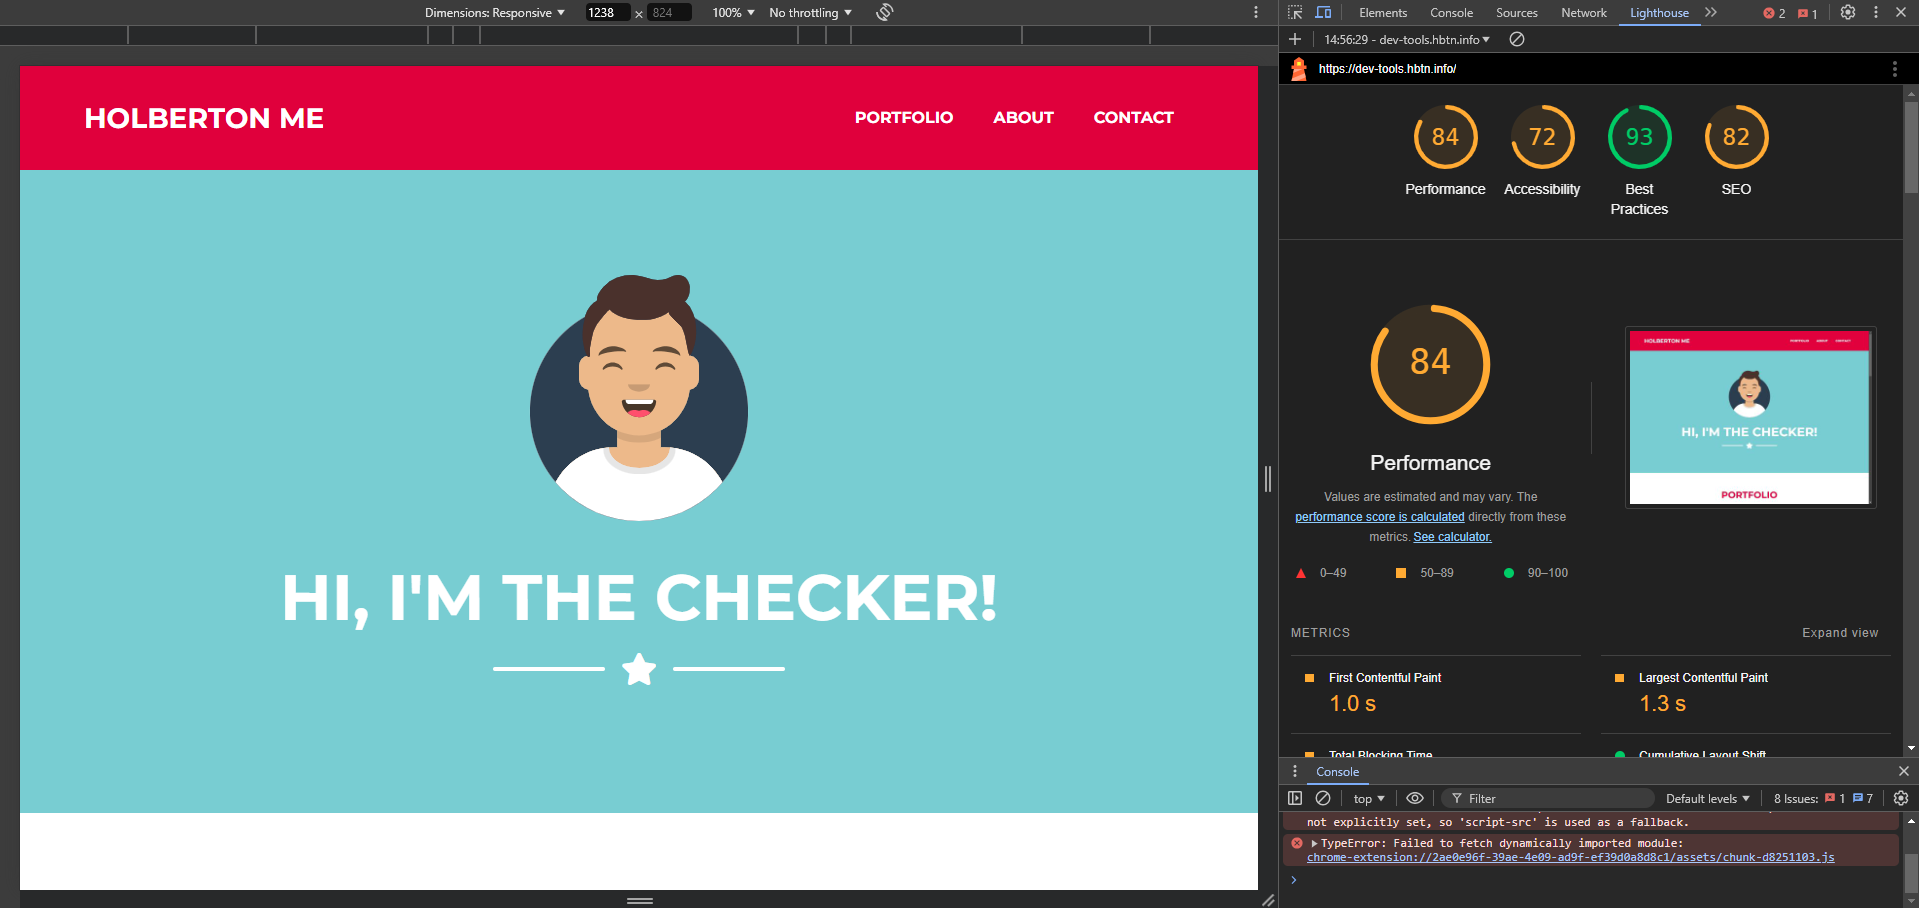 Dimensions: Responsive 1238 × 824 100% No throttling
HOLBERTON ME
PORTFOLIO ABOUT CONTACT
HI, I'M THE CHECKER!
Elements Console Sources Network Lighthouse 2 1
14:56:29 - dev-tools.hbtn.info
https://dev-tools.hbtn.info/
84 72 93 82
Performance Accessibility Best Practices SEO
84
Performance
Values are estimated and may vary. The
performance score is calculated directly from these
metrics. See calculator.
0–49 50–89 90–100
HOLBERTON ME
PORTFOLIO ABOUT CONTACT
HI, I'M THE CHECKER!
PORTFOLIO
METRICS Expand view
First Contentful Paint
1.0 s
Largest Contentful Paint
1.3 s
Total Blocking Time
Cumulative Layout Shift
Console
top Filter Default levels 8 Issues: 1 7
not explicitly set, so 'script-src' is used as a fallback.
TypeError: Failed to fetch dynamically imported module:
chrome-extension://2ae0e96f-39ae-4e09-ad9f-ef39d0a8d8c1/assets/chunk-d8251103.js